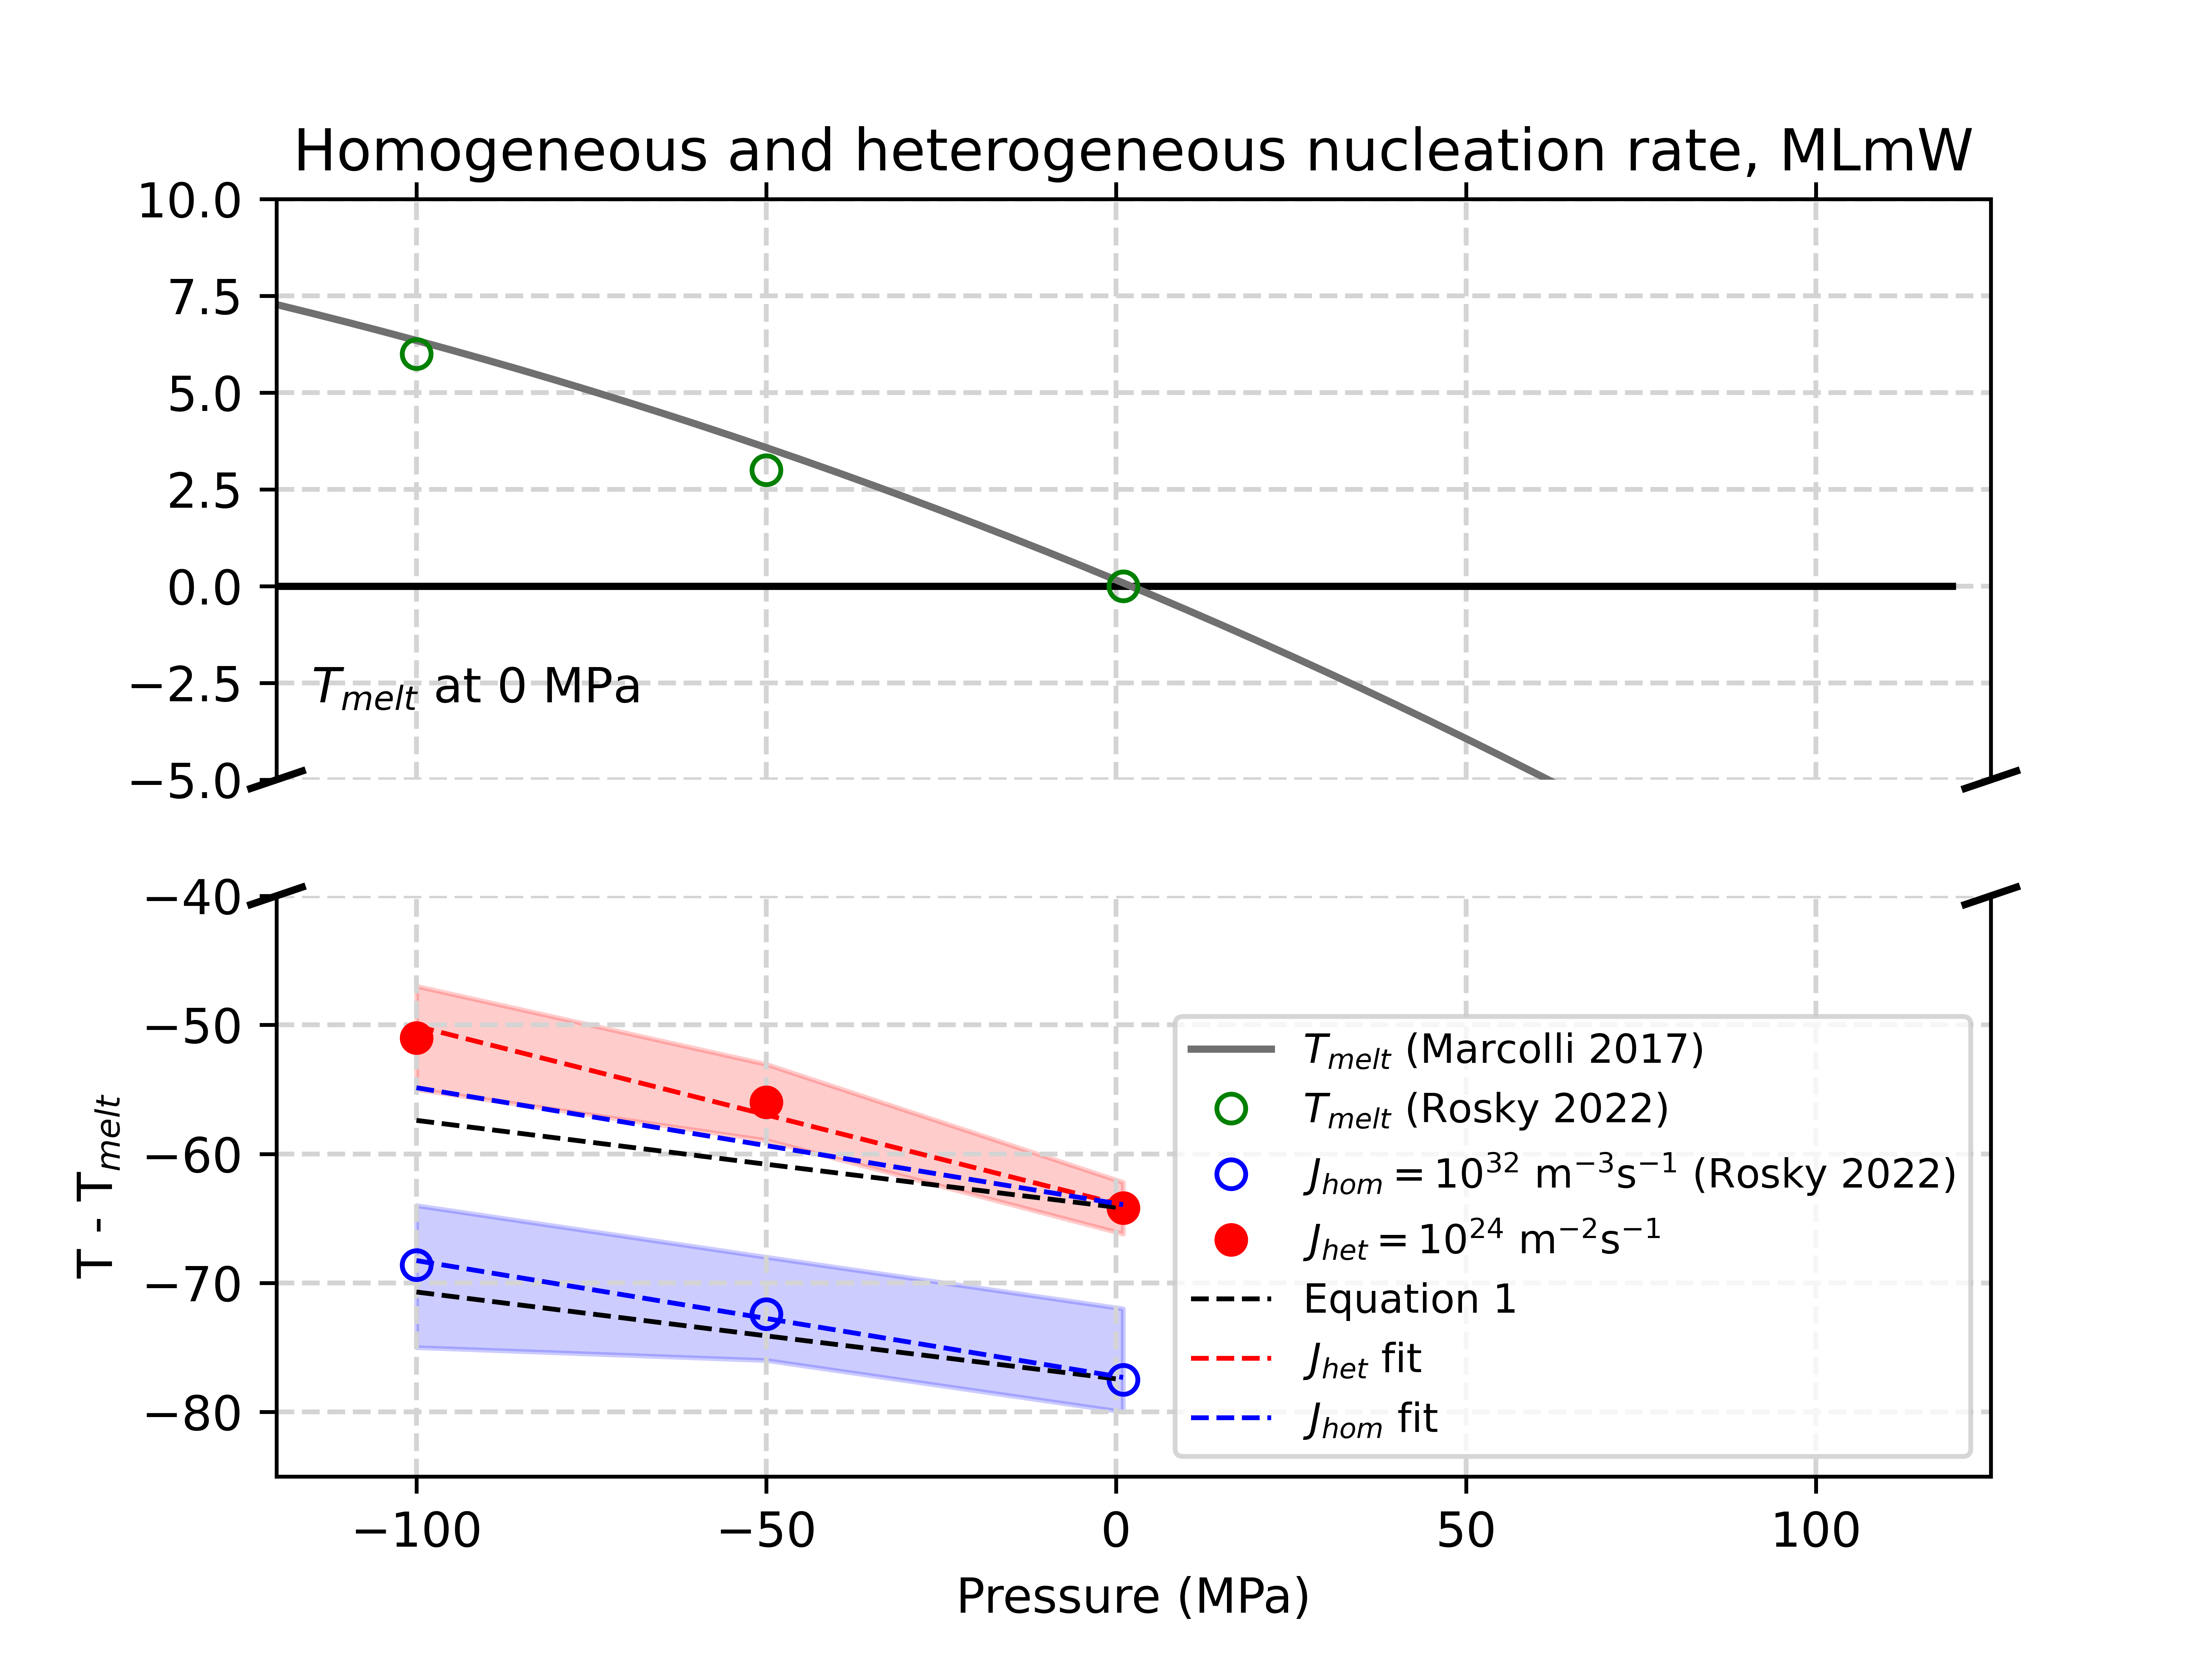 Homogeneous and heterogeneous nucleation rate, MLmW
10.0
7.5
5.0
2.5
0.0
−2.5
−5.0
T_melt at 0 MPa
−40
−50
−60
−70
−80
T - T_melt
T_melt (Marcolli 2017)
T_melt (Rosky 2022)
J_hom = 10^32 m^−3s^−1 (Rosky 2022)
J_het = 10^24 m^−2s^−1
Equation 1
J_het fit
J_hom fit
−100 −50 0 50 100
Pressure (MPa)